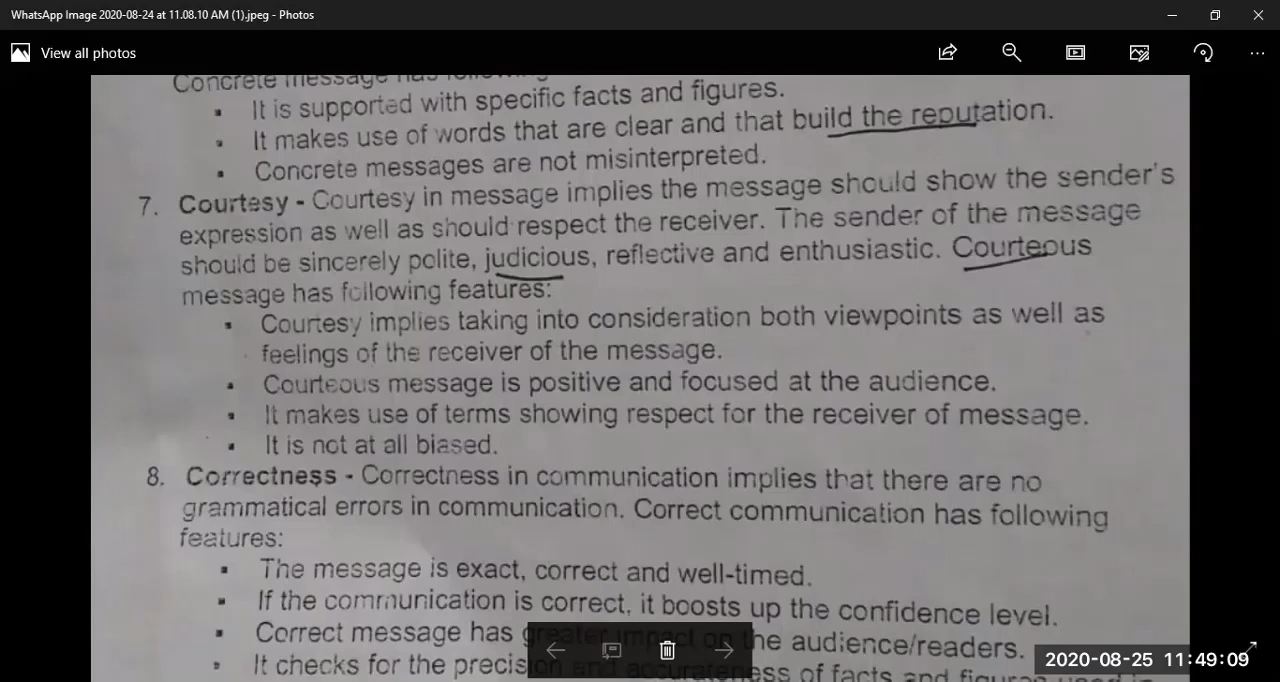 WhatsApp Image 2020-08-24 at 11.08.10 AM (1).jpeg - Photos
View all photos
Concrete message has following
▪ It is supported with specific facts and figures.
▪ It makes use of words that are clear and that build the reputation.
▪ Concrete messages are not misinterpreted.
7. Courtesy - Courtesy in message implies the message should show the sender's
expression as well as should respect the receiver. The sender of the message
should be sincerely polite, judicious, reflective and enthusiastic. Courteous
message has following features:
▪ Courtesy implies taking into consideration both viewpoints as well as
feelings of the receiver of the message.
▪ Courteous message is positive and focused at the audience.
▪ It makes use of terms showing respect for the receiver of message.
▪ It is not at all biased.
8. Correctness - Correctness in communication implies that there are no
grammatical errors in communication. Correct communication has following
features:
▪ The message is exact, correct and well-timed.
▪ If the communication is correct, it boosts up the confidence level.
▪ Correct message has greater impact on the audience/readers.
▪ It checks for the precision and accurateness of facts and figures used in
2020-08-25 11:49:09